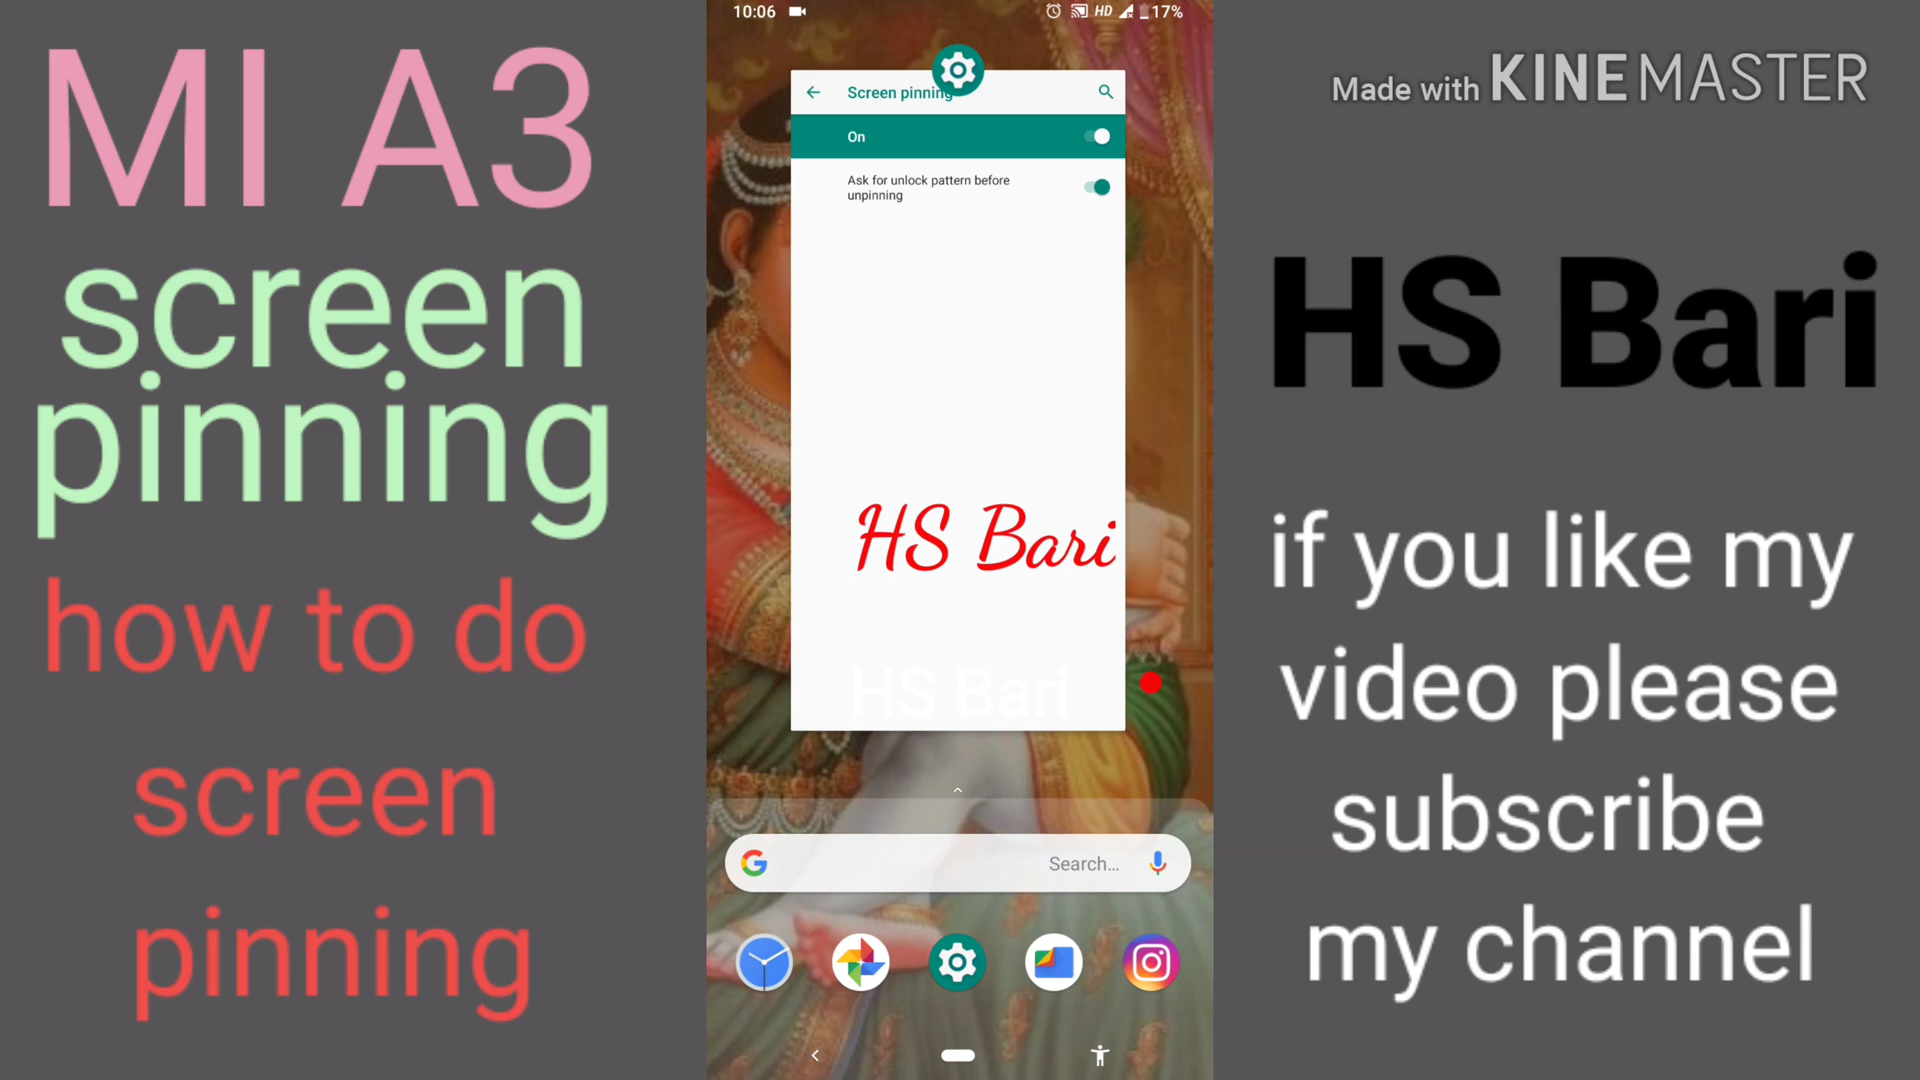 MI A3
screen
pinning
how to do
screen
pinning
10:06
HD
17%
Screen pinning
On
Ask for unlock pattern before
unpinning
HS Bari
HS Bari
Search...
Made with KINEMASTER
HS Bari
if you like my
video please
subscribe
my channel